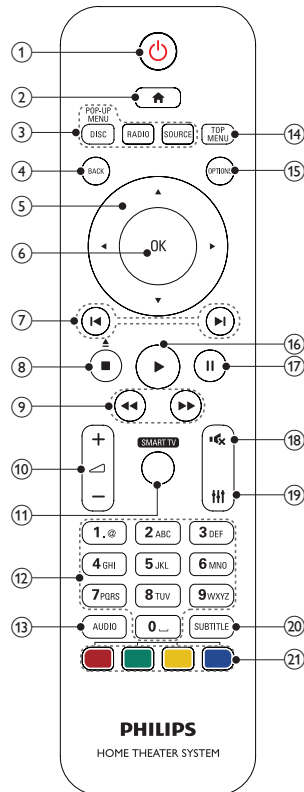 1
2
POP-UP
MENU
3 DISC RADIO SOURCE TOP
MENU 14
4 BACK OPTIONS 15
5
6 OK
7
16
8 17
9
SMART TV
10 + 18
− 19
11
1.@ 2 ABC 3 DEF
12 4 GHI 5 JKL 6 MNO
7 PQRS 8 TUV 9 WXYZ
13 AUDIO 0 SUBTITLE 20
21
PHILIPS
HOME THEATER SYSTEM